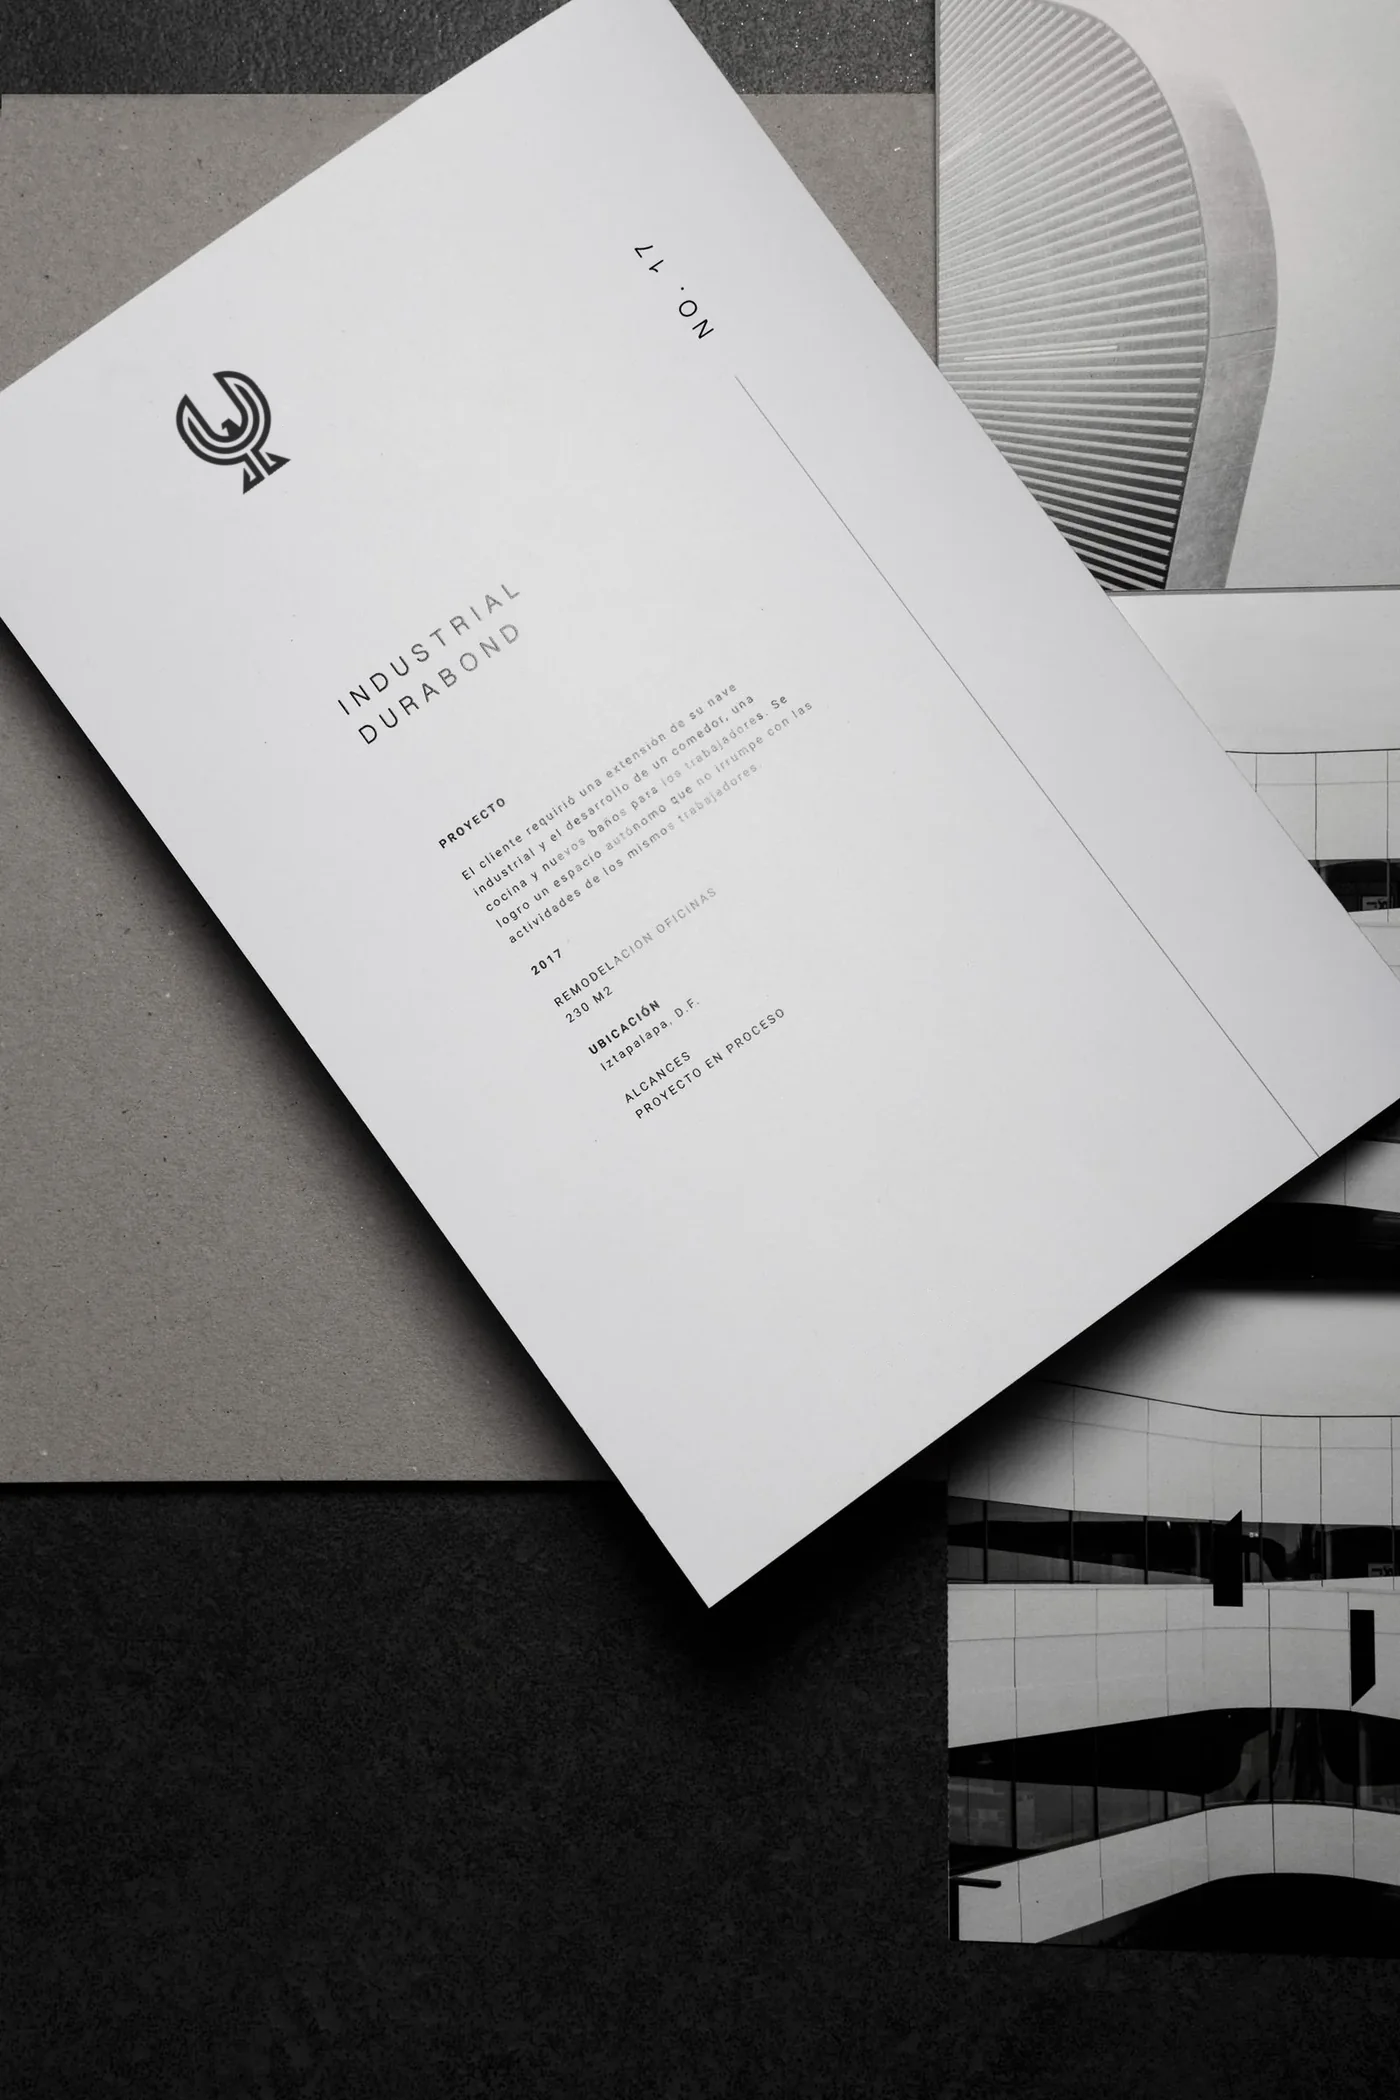 NO. 17
INDUSTRIAL
DURABOND
PROYECTO
El cliente requirió una extensión de su nave
industrial y el desarrollo de un comedor, una
cocina y nuevos baños para los trabajadores. Se
logro un espacio autónomo que no irrumpe con las
actividades de los mismos trabajadores.
2017
REMODELACION OFICINAS
230 M2
UBICACIÓN
Iztapalapa, D.F.
ALCANCES
PROYECTO EN PROCESO